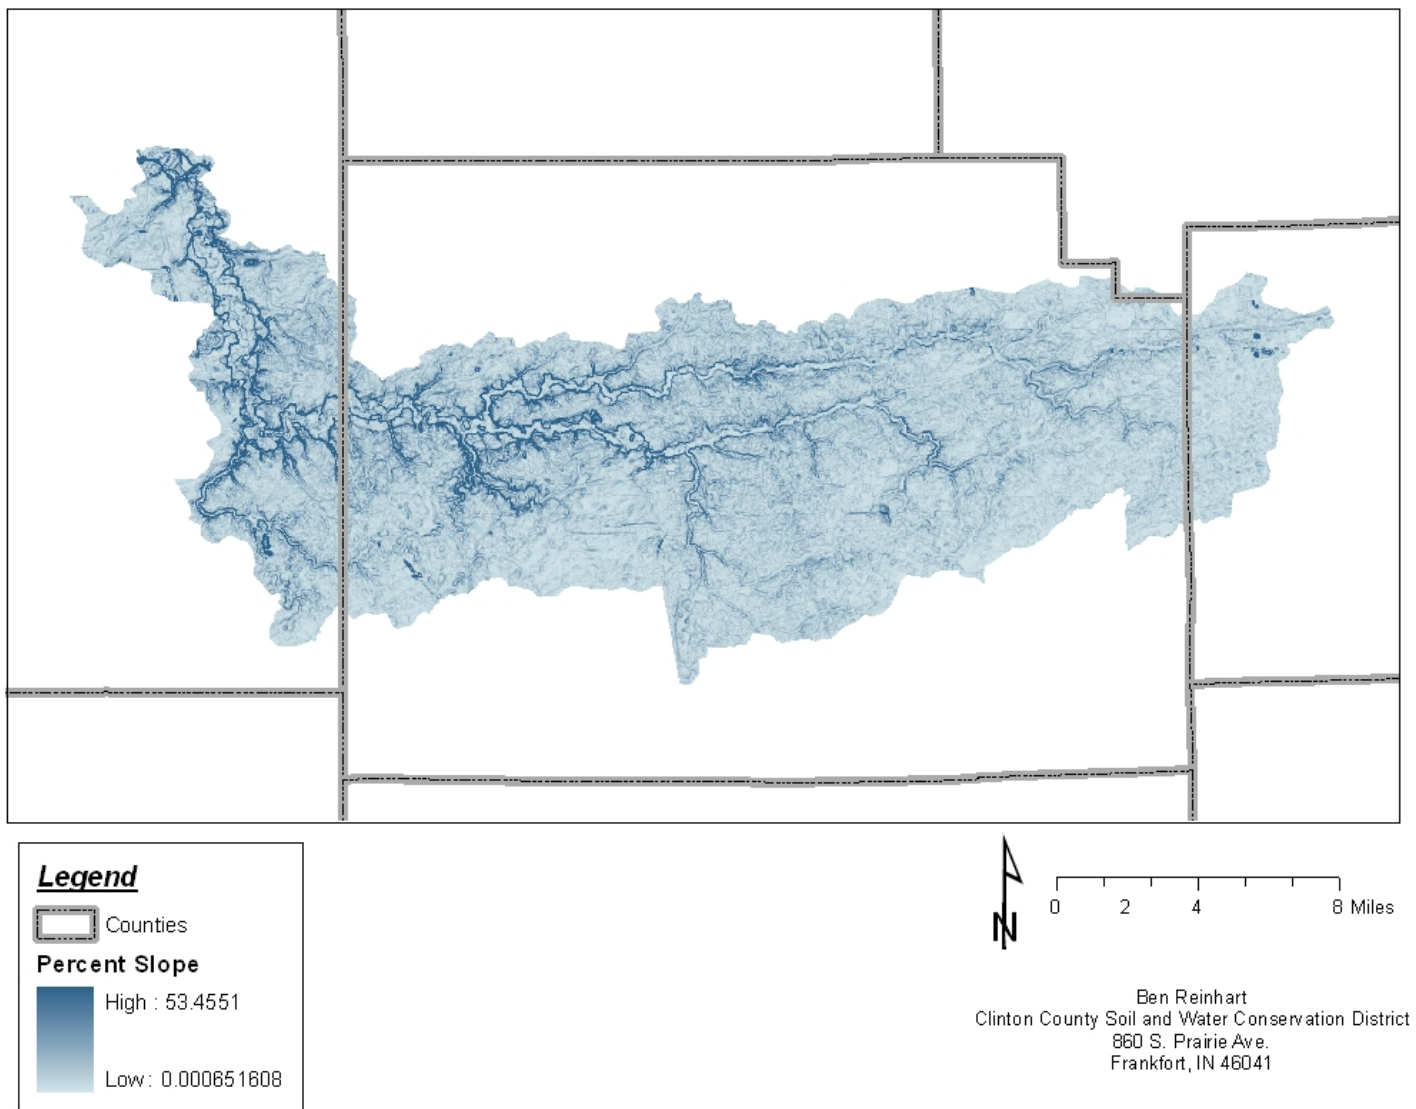 Legend
Counties
Percent Slope
High : 53.4551
Low : 0.000651608
N
0 2 4 8 Miles
Ben Reinhart
Clinton County Soil and Water Conservation District
860 S. Prairie Ave.
Frankfort, IN 46041